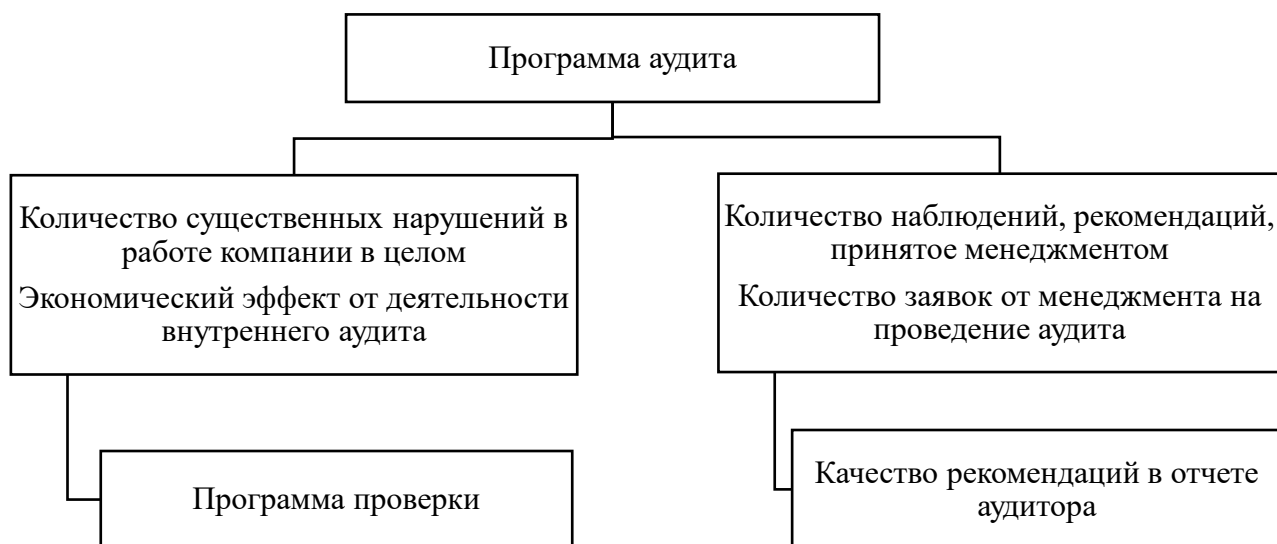 Программа аудита
Количество существенных нарушений в
работе компании в целом
Экономический эффект от деятельности
внутреннего аудита
Количество наблюдений, рекомендаций,
принятое менеджментом
Количество заявок от менеджмента на
проведение аудита
Программа проверки
Качество рекомендаций в отчете
аудитора